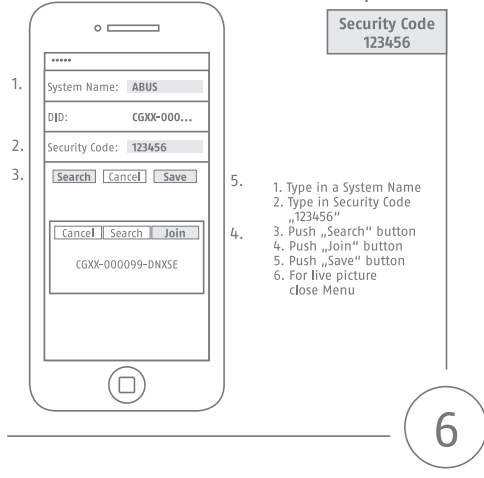 Security Code
123456
•••••
1.
System Name: ABUS
DID: CGXX-000...
2.
Security Code: 123456
3.
Search Cancel Save
5.
Cancel Search Join
4.
CGXX-000099-DNXSE
1. Type in a System Name
2. Type in Security Code
„123456“
3. Push „Search“ button
4. Push „Join“ button
5. Push „Save“ button
6. For live picture
close Menu
6